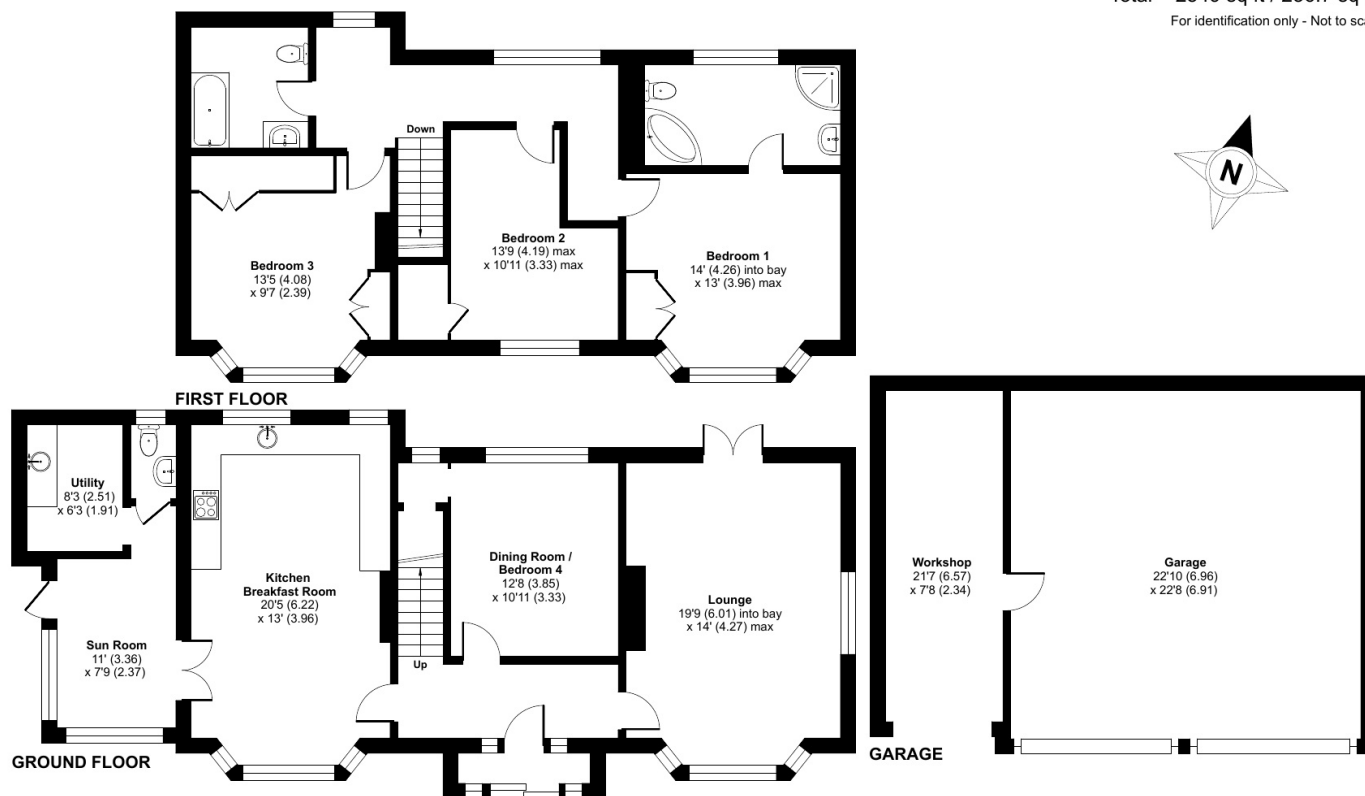 For identification only - Not to sca
N
Down
Bedroom 2
13'9 (4.19) max
x 10'11 (3.33) max
Bedroom 1
14' (4.26) into bay
x 13' (3.96) max
Bedroom 3
13'5 (4.08)
x 9'7 (2.39)
FIRST FLOOR
Utility
8'3 (2.51)
x 6'3 (1.91)
Kitchen
Breakfast Room
20'5 (6.22)
x 13' (3.96)
Dining Room /
Bedroom 4
12'8 (3.85)
x 10'11 (3.33)
Lounge
19'9 (6.01) into bay
x 14' (4.27) max
Sun Room
11' (3.36)
x 7'9 (2.37)
Up
GROUND FLOOR
Workshop
21'7 (6.57)
x 7'8 (2.34)
Garage
22'10 (6.96)
x 22'8 (6.91)
GARAGE